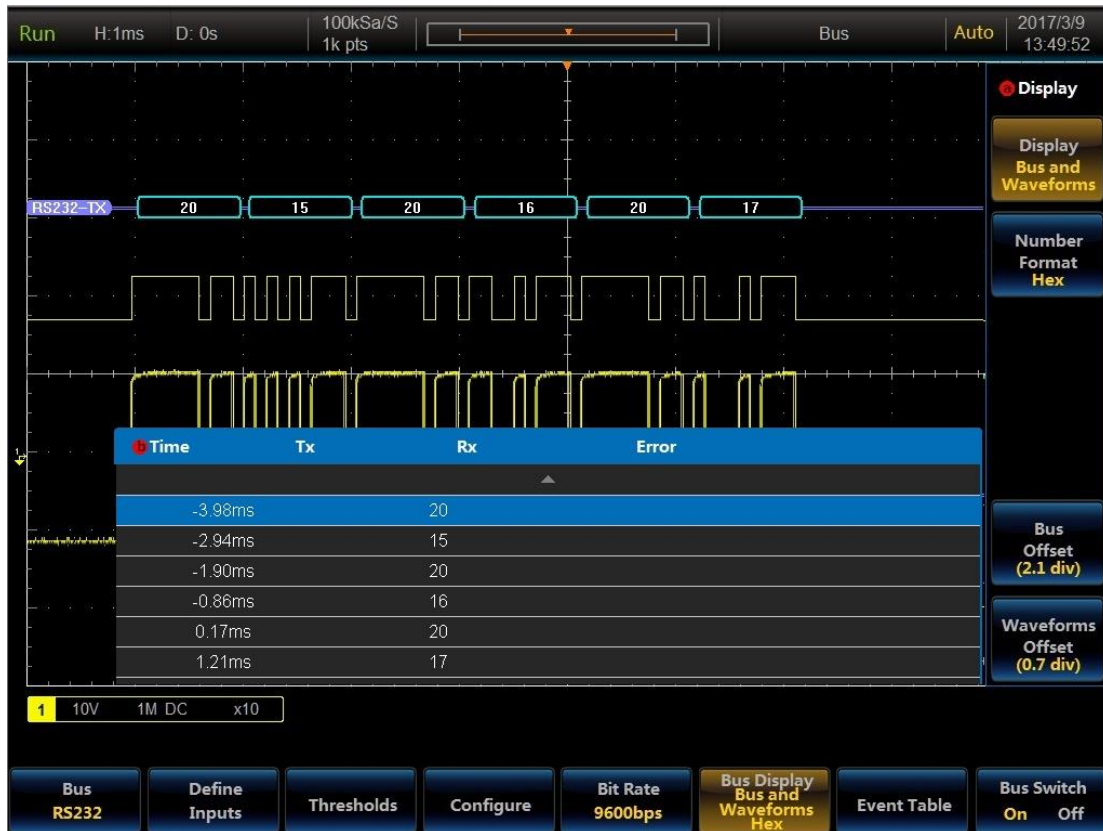 Run H:1ms D: 0s 100kSa/S Bus Auto 2017/3/9
1k pts 13:49:52
a Display
Display
Bus and
Waveforms
RS232-TX 20 15 20 16 20 17
Number
Format
Hex
1
b Time Tx Rx Error
-3.98ms 20
-2.94ms 15
-1.90ms 20
-0.86ms 16
0.17ms 20
1.21ms 17
Bus
Offset
(2.1 div)
Waveforms
Offset
(0.7 div)
1 10V 1M DC x10
Bus
RS232
Define
Inputs
Thresholds
Configure
Bit Rate
9600bps
Bus Display
Bus and
Waveforms
Hex
Event Table
Bus Switch
On Off